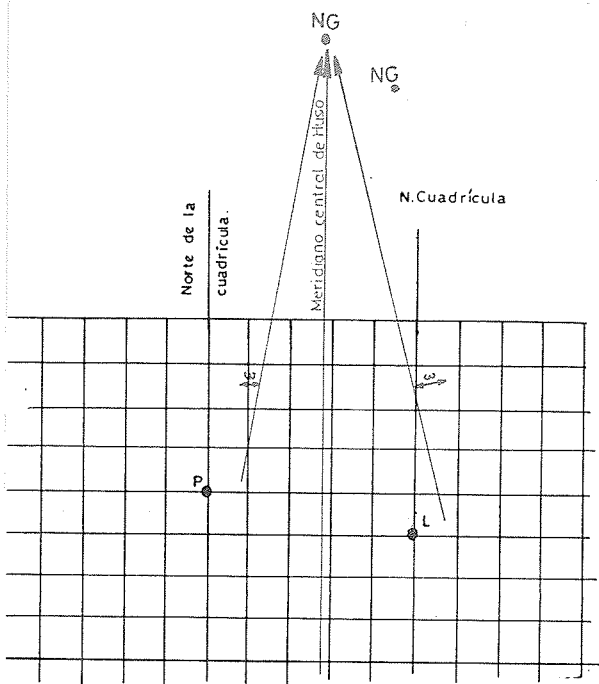 NG
NG
Meridiano central de Huso
N.Cuadrícula
Norte de la
cuadrícula.
ω
ω
P
L